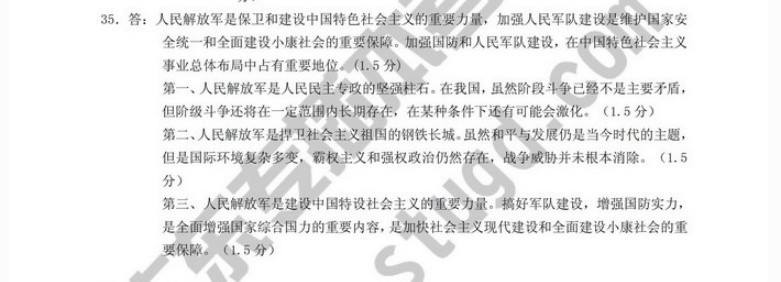 35. 答：人民解放军是保卫和建设中国特色社会主义的重要力量，加强人民军队建设是维护国家安
全统一和全面建设小康社会的重要保障。加强国防和人民军队建设，在中国特色社会主义
事业总体布局中占有重要地位。(1.5 分)
第一、人民解放军是人民民主专政的坚强柱石。在我国，虽然阶段斗争已经不是主要矛盾，
但阶级斗争还将在一定范围内长期存在，在某种条件下还有可能会激化。（1.5 分）
第二、人民解放军是捍卫社会主义祖国的钢铁长城。虽然和平与发展仍是当今时代的主题，
但是国际环境复杂多变，霸权主义和强权政治仍然存在，战争威胁并未根本消除。（1.5
分）
第三、人民解放军是建设中国特设社会主义的重要力量。搞好军队建设，增强国防实力，
是全面增强国家综合国力的重要内容，是加快社会主义现代建设和全面建设小康社会的重
要保障。（1.5 分）